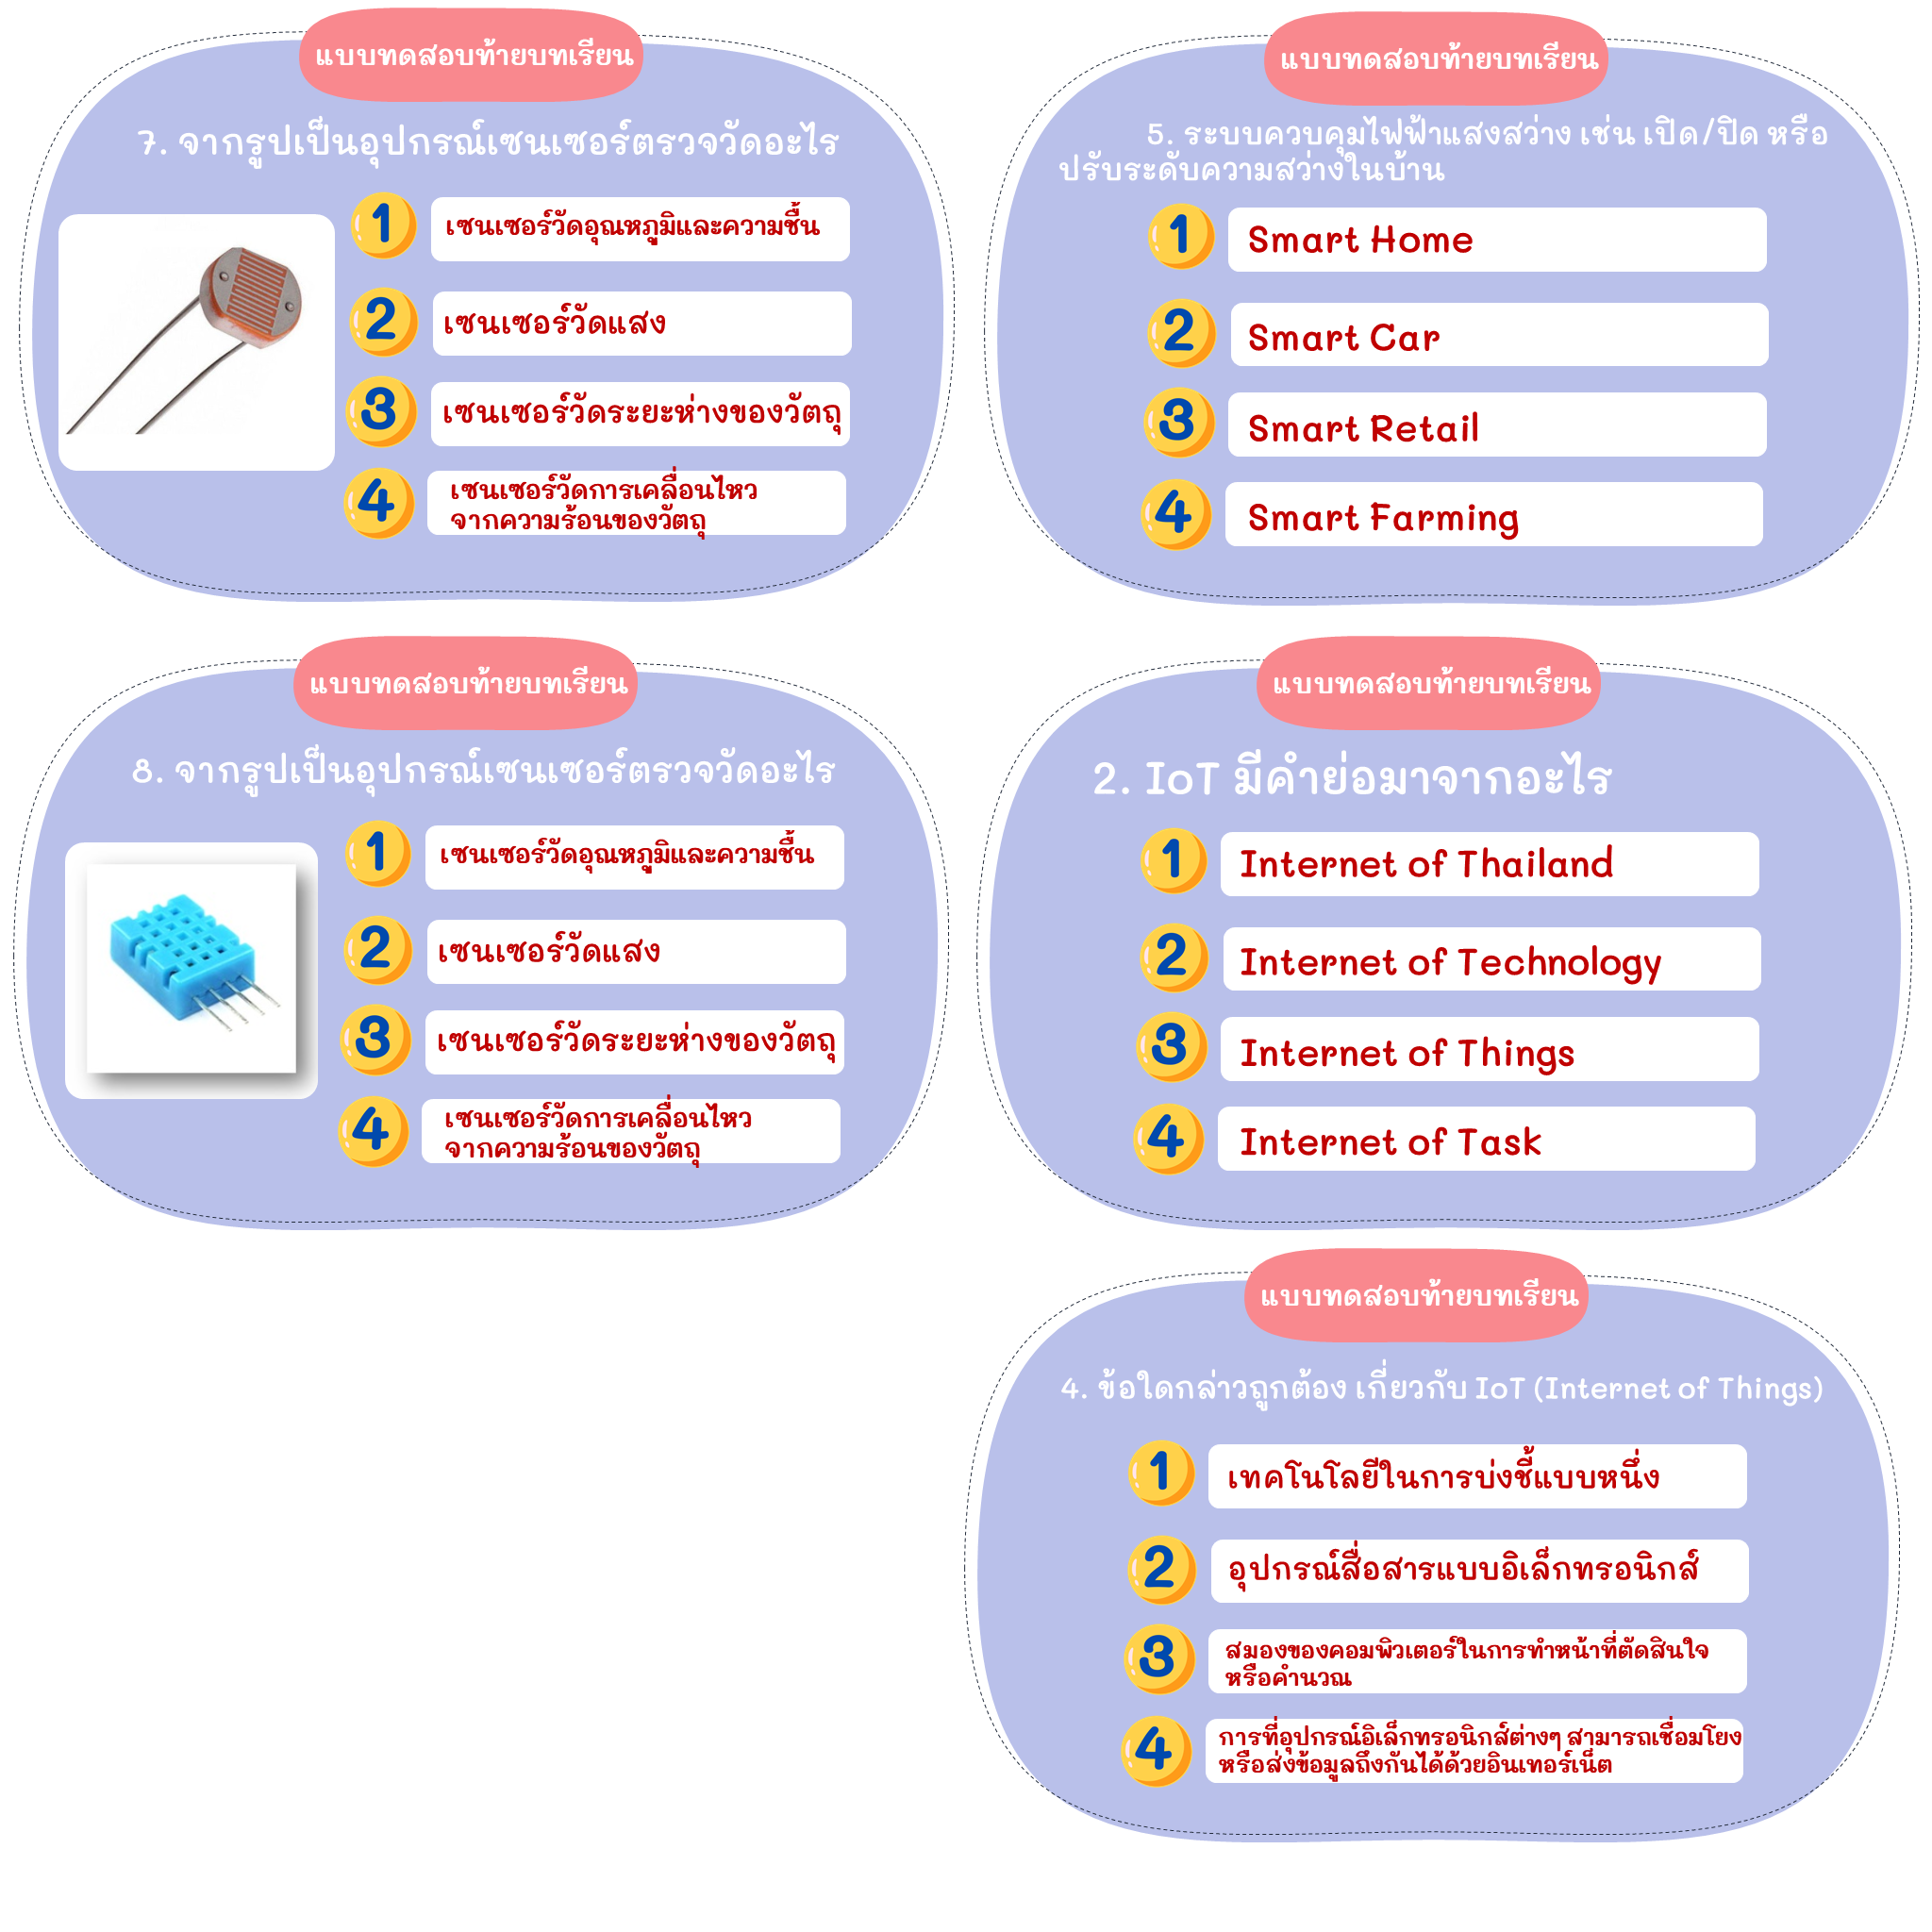 แบบทดสอบท้ายบทเรียน
7. จากรูปเป็นอุปกรณ์เซนเซอร์ตรวจวัดอะไร
1
เซนเซอร์วัดอุณหภูมิและความชื้น
2
เซนเซอร์วัดแสง
3
เซนเซอร์วัดระยะห่างของวัตถุ
4
เซนเซอร์วัดการเคลื่อนไหว
จากความร้อนของวัตถุ
แบบทดสอบท้ายบทเรียน
5. ระบบควบคุมไฟฟ้าแสงสว่าง เช่น เปิด/ปิด หรือ
ปรับระดับความสว่างในบ้าน
1
Smart Home
2
Smart Car
3
Smart Retail
4
Smart Farming
แบบทดสอบท้ายบทเรียน
8. จากรูปเป็นอุปกรณ์เซนเซอร์ตรวจวัดอะไร
1
เซนเซอร์วัดอุณหภูมิและความชื้น
2
เซนเซอร์วัดแสง
3
เซนเซอร์วัดระยะห่างของวัตถุ
4
เซนเซอร์วัดการเคลื่อนไหว
จากความร้อนของวัตถุ
แบบทดสอบท้ายบทเรียน
2. IoT มีคำย่อมาจากอะไร
1
Internet of Thailand
2
Internet of Technology
3
Internet of Things
4
Internet of Task
แบบทดสอบท้ายบทเรียน
4. ข้อใดกล่าวถูกต้อง เกี่ยวกับ IoT (Internet of Things)
1
เทคโนโลยีในการบ่งชี้แบบหนึ่ง
2
อุปกรณ์สื่อสารแบบอิเล็กทรอนิกส์
3
สมองของคอมพิวเตอร์ในการทำหน้าที่ตัดสินใจ
หรือคำนวณ
4
การที่อุปกรณ์อิเล็กทรอนิกส์ต่างๆ สามารถเชื่อมโยง
หรือส่งข้อมูลถึงกันได้ด้วยอินเทอร์เน็ต